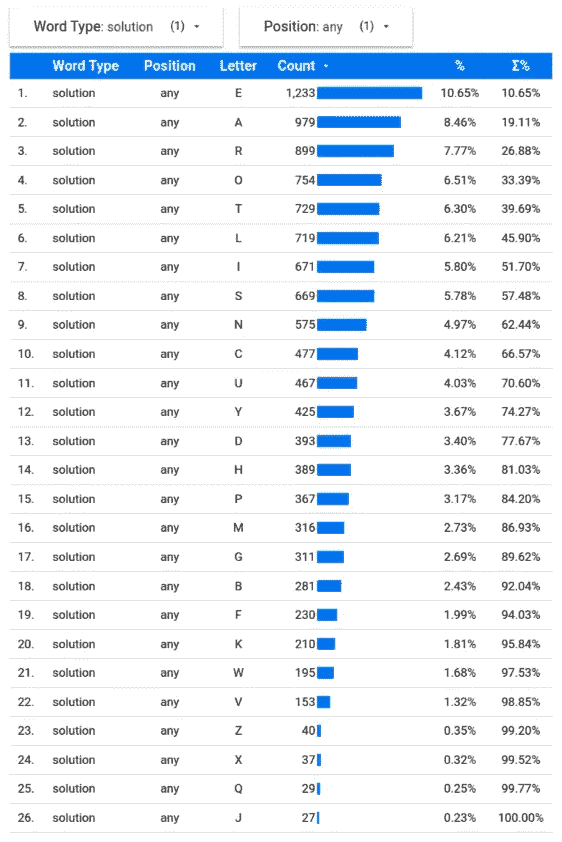 Word Type: solution (1) Position: any (1)
Word Type Position Letter Count % Σ%
1. solution any E 1,233 10.65% 10.65%
2. solution any A 979 8.46% 19.11%
3. solution any R 899 7.77% 26.88%
4. solution any O 754 6.51% 33.39%
5. solution any T 729 6.30% 39.69%
6. solution any L 719 6.21% 45.90%
7. solution any I 671 5.80% 51.70%
8. solution any S 669 5.78% 57.48%
9. solution any N 575 4.97% 62.44%
10. solution any C 477 4.12% 66.57%
11. solution any U 467 4.03% 70.60%
12. solution any Y 425 3.67% 74.27%
13. solution any D 393 3.40% 77.67%
14. solution any H 389 3.36% 81.03%
15. solution any P 367 3.17% 84.20%
16. solution any M 316 2.73% 86.93%
17. solution any G 311 2.69% 89.62%
18. solution any B 281 2.43% 92.04%
19. solution any F 230 1.99% 94.03%
20. solution any K 210 1.81% 95.84%
21. solution any W 195 1.68% 97.53%
22. solution any V 153 1.32% 98.85%
23. solution any Z 40 0.35% 99.20%
24. solution any X 37 0.32% 99.52%
25. solution any Q 29 0.25% 99.77%
26. solution any J 27 0.23% 100.00%